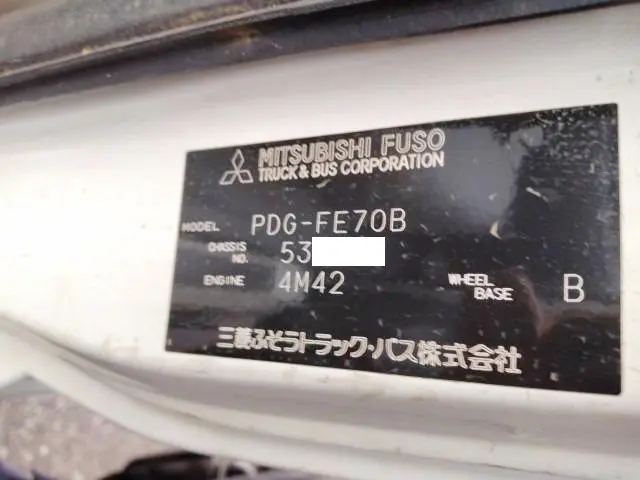 MITSUBISHI FUSO
TRUCK & BUS CORPORATION
MODEL PDG-FE70B
CHASSIS NO. 53
ENGINE 4M42 WHEEL BASE B
三菱ふそうトラック・バス株式会社